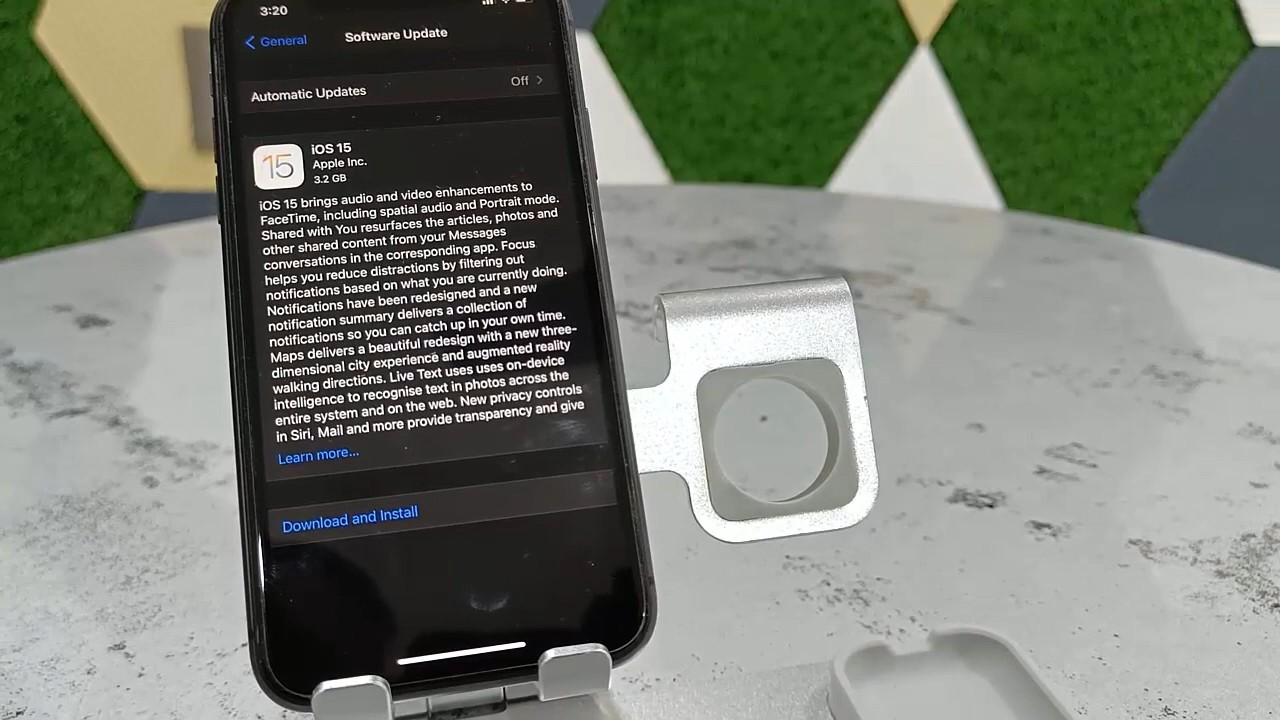 3:20
General
Software Update
Automatic Updates
Off
15
iOS 15
Apple Inc.
3.2 GB
iOS 15 brings audio and video enhancements to
FaceTime, including spatial audio and Portrait mode.
Shared with You resurfaces the articles, photos and
other shared content from your Messages
conversations in the corresponding app. Focus
helps you reduce distractions by filtering out
notifications based on what you are currently doing.
Notifications have been redesigned and a new
notification summary delivers a collection of
notifications so you can catch up in your own time.
Maps delivers a beautiful redesign with a new three-
dimensional city experience and augmented reality
walking directions. Live Text uses uses on-device
intelligence to recognise text in photos across the
entire system and on the web. New privacy controls
in Siri, Mail and more provide transparency and give
Learn more...
Download and Install